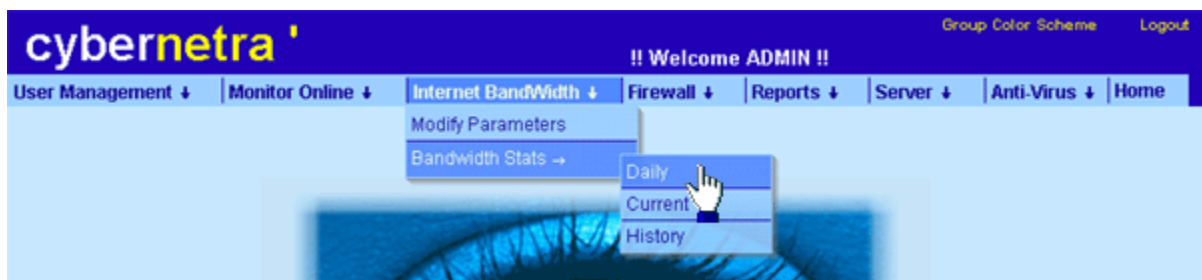 Group Color Scheme Logout
cybernetra '
!! Welcome ADMIN !!
User Management ↓ Monitor Online ↓ Internet BandWidth ↓ Firewall ↓ Reports ↓ Server ↓ Anti-Virus ↓ Home
Modify Parameters
Bandwidth Stats →
Daily
Current
History